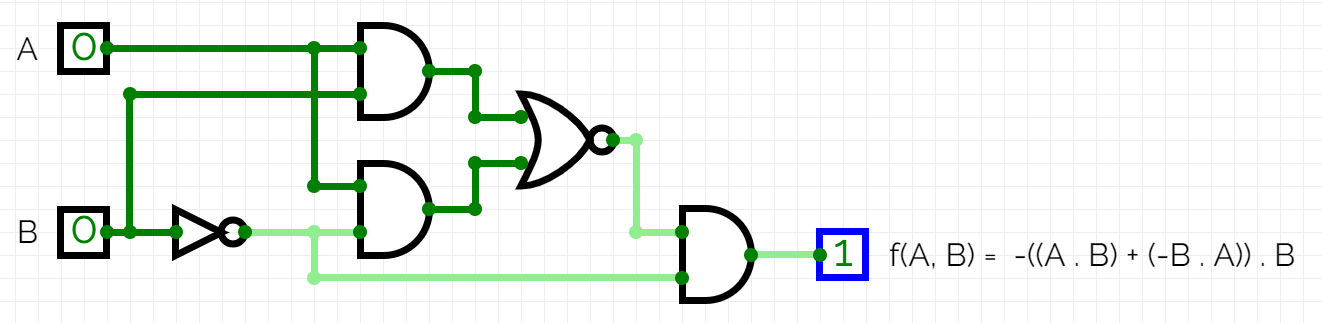 A
0
B
0
1
f(A, B) = -((A . B) + (-B . A)) . B